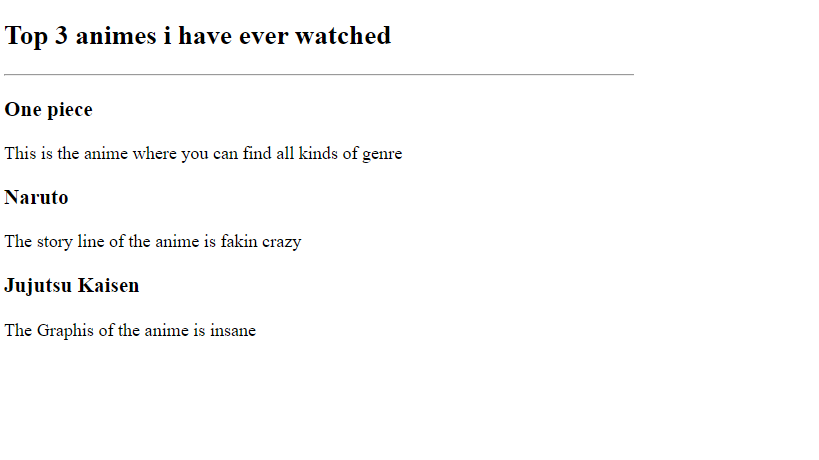 Top 3 animes i have ever watched
One piece
This is the anime where you can find all kinds of genre
Naruto
The story line of the anime is fakin crazy
Jujutsu Kaisen
The Graphis of the anime is insane